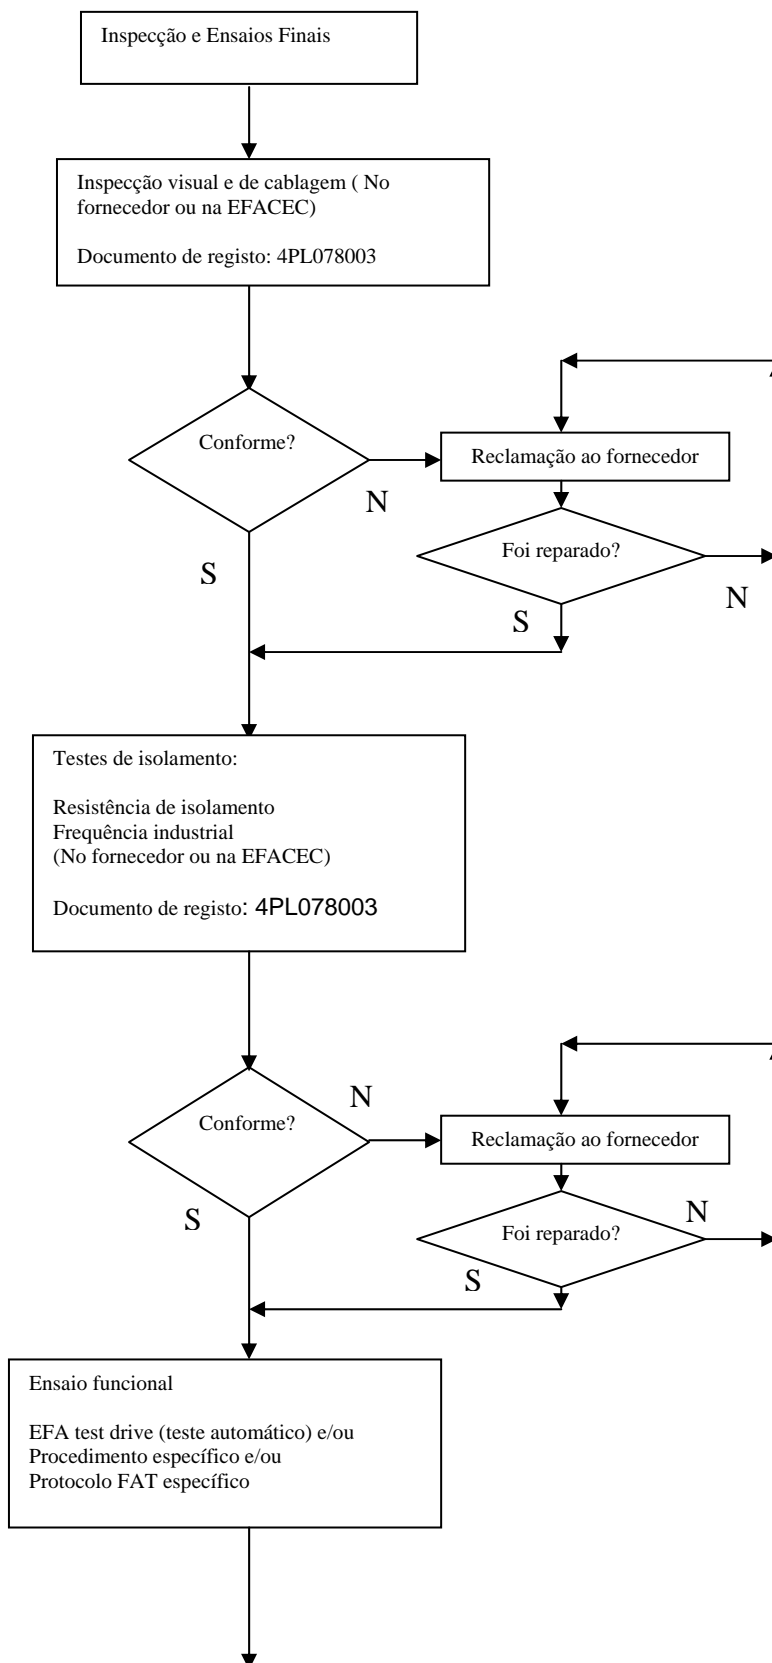 Inspecção e Ensaios Finais
Inspecção visual e de cablagem ( No
fornecedor ou na EFACEC)
Documento de registo: 4PL078003
Conforme?
Reclamação ao fornecedor
N
Foi reparado?
S
N
S
Testes de isolamento:
Resistência de isolamento
Frequência industrial
(No fornecedor ou na EFACEC)
Documento de registo: 4PL078003
Conforme?
N
Reclamação ao fornecedor
S
Foi reparado?
N
S
Ensaio funcional
EFA test drive (teste automático) e/ou
Procedimento específico e/ou
Protocolo FAT específico